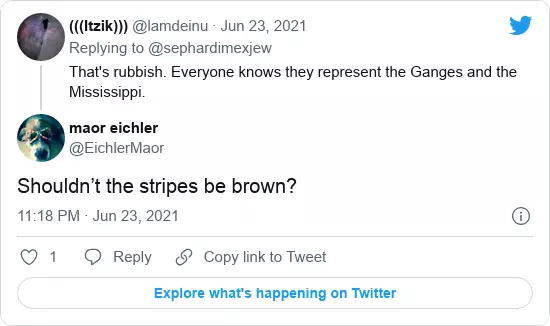 (((Itzik))) @lamdeinu · Jun 23, 2021
Replying to @sephardimexjew
That's rubbish. Everyone knows they represent the Ganges and the
Mississippi.
maor eichler
@EichlerMaor
Shouldn’t the stripes be brown?
11:18 PM · Jun 23, 2021
1 Reply Copy link to Tweet
Explore what's happening on Twitter